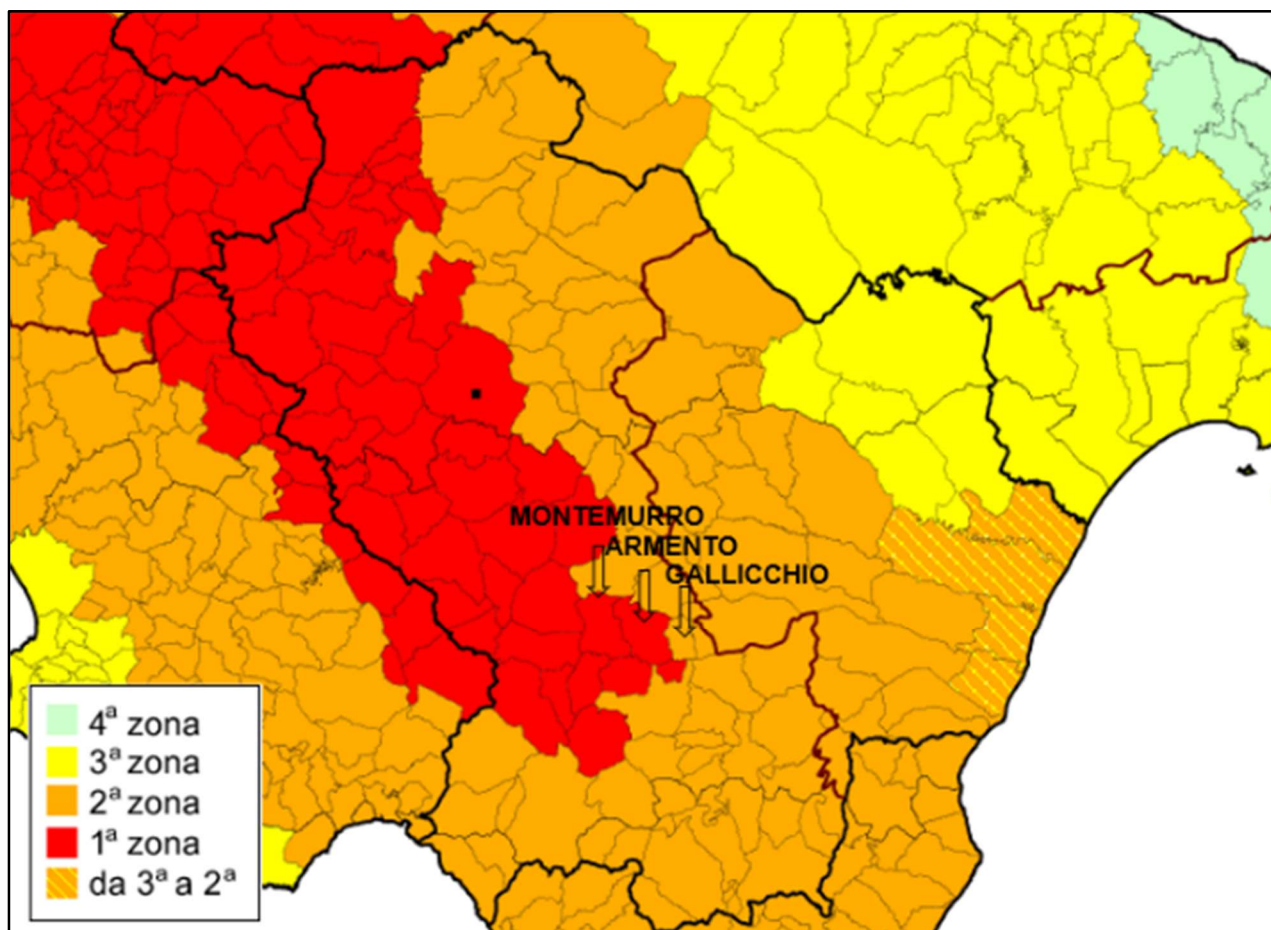 MONTEMURRO
ARMENTO
GALLICCHIO
4ª zona
3ª zona
2ª zona
1ª zona
da 3ª a 2ª